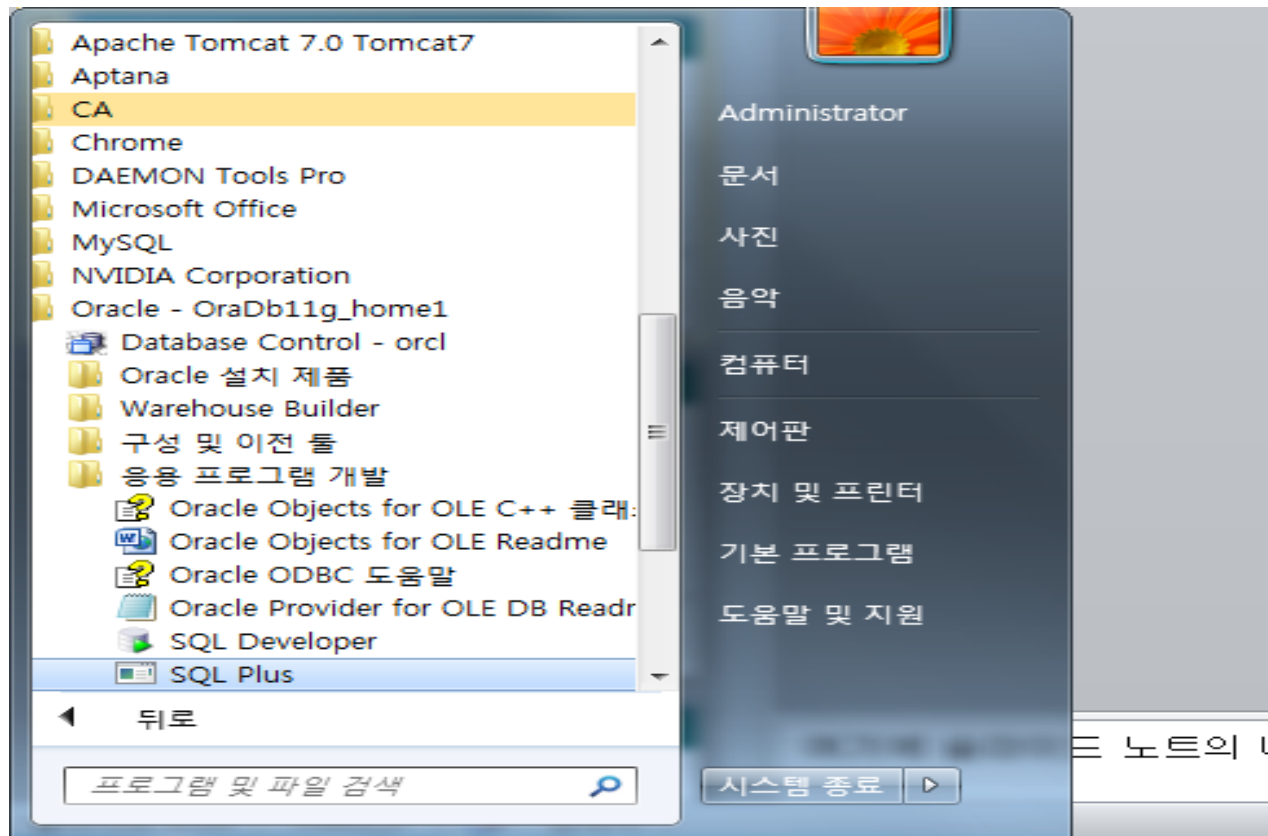 Apache Tomcat 7.0 Tomcat7
Aptana
CA
Chrome
DAEMON Tools Pro
Microsoft Office
MySQL
NVIDIA Corporation
Oracle - OraDb11g_home1
Database Control - orcl
Oracle 설치 제품
Warehouse Builder
구성 및 이전 툴
응용 프로그램 개발
Oracle Objects for OLE C++ 클래
Oracle Objects for OLE Readme
Oracle ODBC 도움말
Oracle Provider for OLE DB Readr
SQL Developer
SQL Plus
뒤로
프로그램 및 파일 검색
Administrator
문서
사진
음악
컴퓨터
제어판
장치 및 프린터
기본 프로그램
도움말 및 지원
시스템 종료
드 노트의